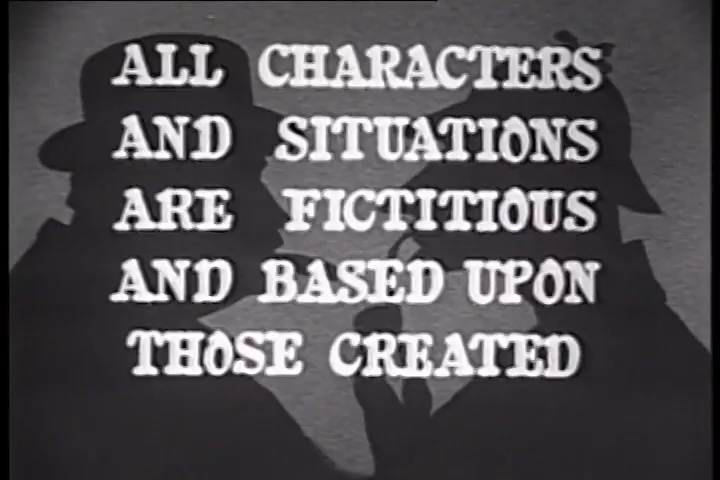 ALL CHARACTERS
AND SITUATIONS
ARE FICTITIOUS
AND BASED UPON
THOSE CREATED